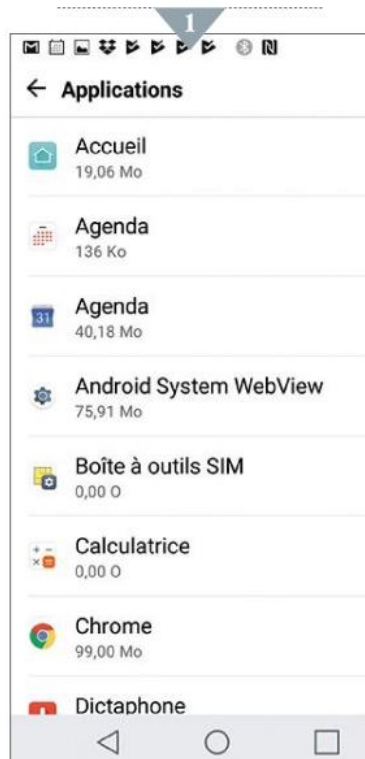 1
Applications
Accueil
19,06 Mo
Agenda
136 Ko
31
Agenda
40,18 Mo
Android System WebView
75,91 Mo
Boîte à outils SIM
0,00 O
Calculatrice
0,00 O
Chrome
99,00 Mo
Dictaphone